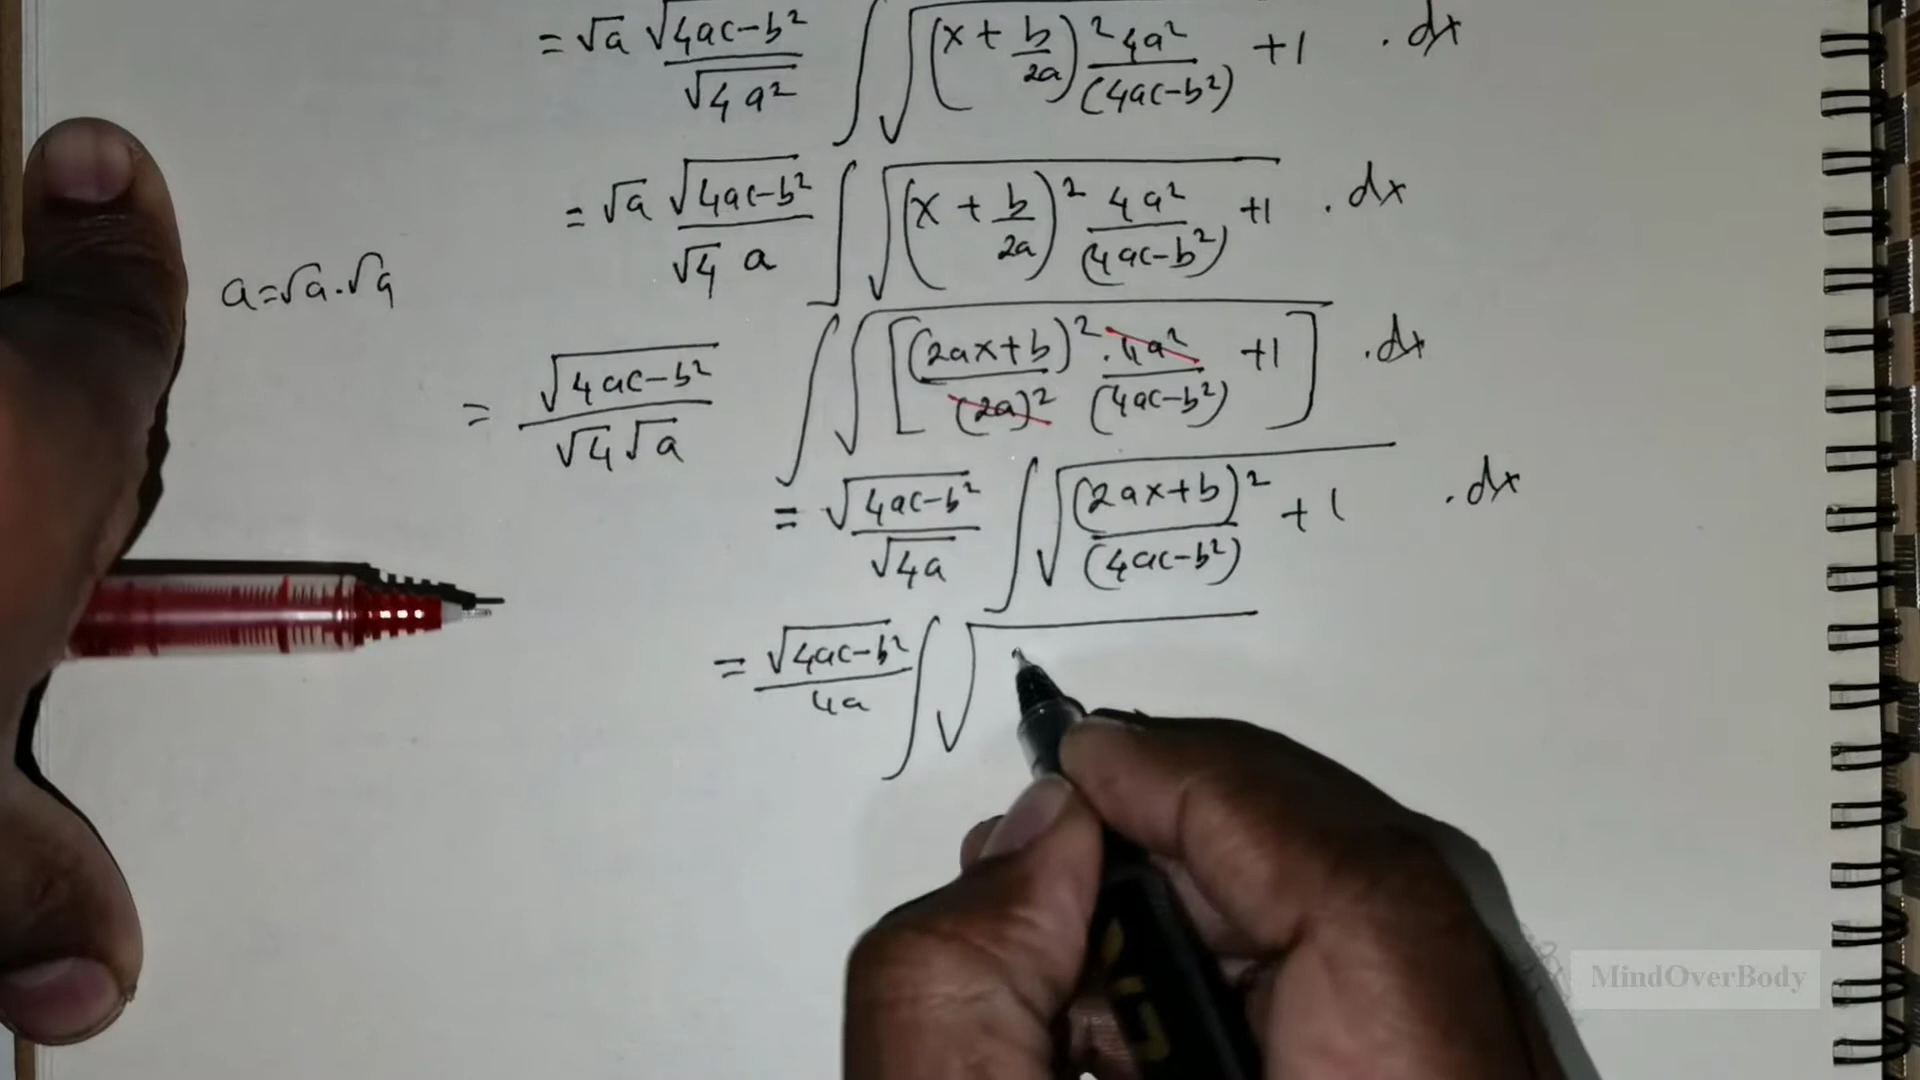 = √a √(4ac-b²)/√(4a²) ∫ √((x + b/2a)² 4a²/(4ac-b²) + 1) . dx
= √a √(4ac-b²)/(√4 a) ∫ √((x + b/2a)² 4a²/(4ac-b²) + 1) . dx
a=√a.√a
= √(4ac-b²)/(√4 √a) ∫ √[(2ax+b)²/(2a)² . 4a²/(4ac-b²) + 1] . dx
= √(4ac-b²)/√(4a) ∫ √((2ax+b)²/(4ac-b²) + 1) . dx
= √(4ac-b²)/4a ∫ √
MindOverBody